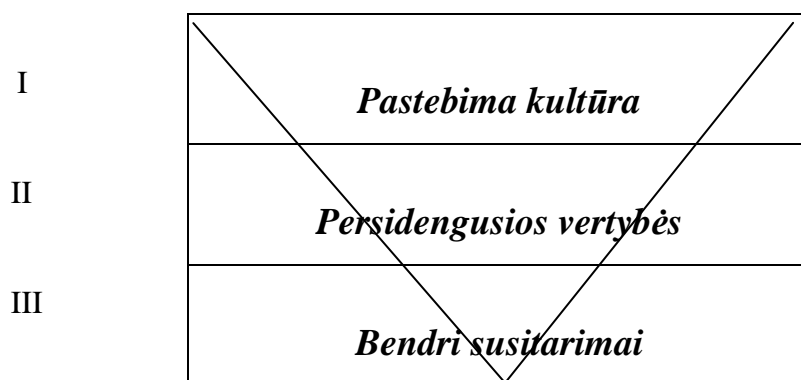 I
Pastebima kultūra
II
Persidengusios vertybės
III
Bendri susitarimai